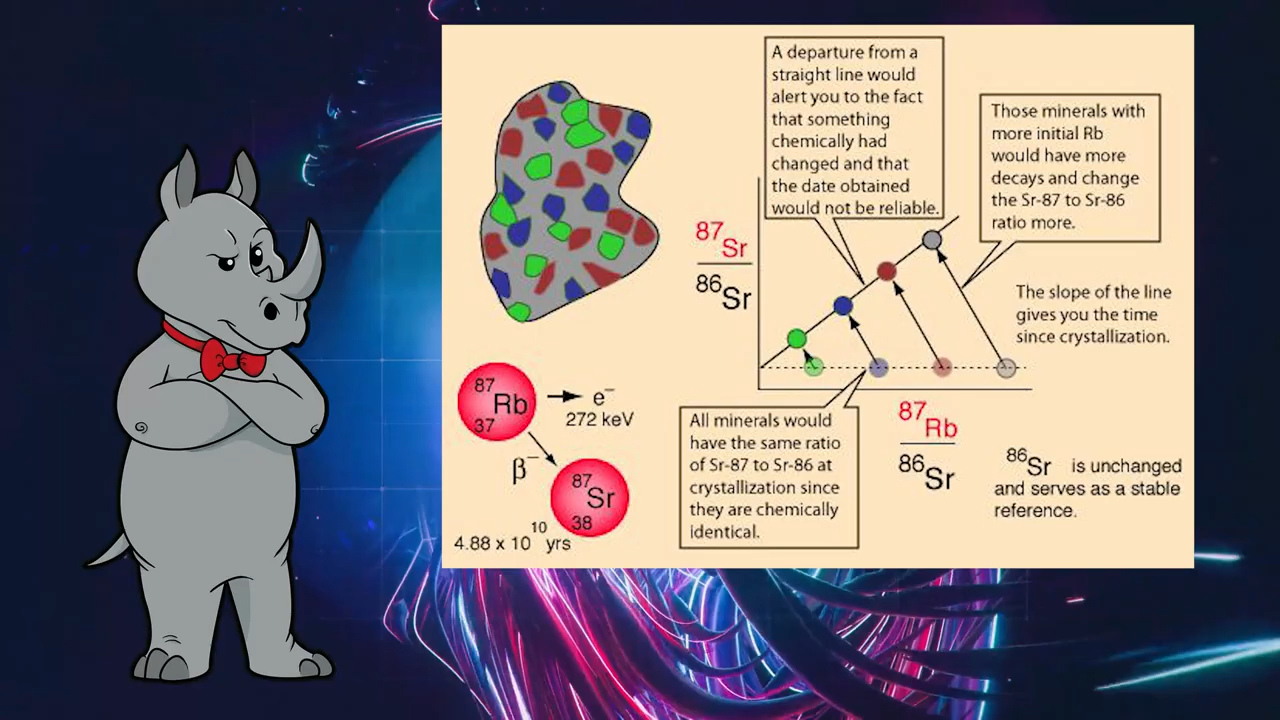 A departure from a
straight line would
alert you to the fact
that something
chemically had
changed and that
the date obtained
would not be reliable.
Those minerals with
more initial Rb
would have more
decays and change
the Sr-87 to Sr-86
ratio more.
87Sr
86Sr
The slope of the line
gives you the time
since crystallization.
87
Rb
37
e⁻
272 keV
β⁻
87
Sr
38
4.88 x 10¹⁰ yrs
All minerals would
have the same ratio
of Sr-87 to Sr-86 at
crystallization since
they are chemically
identical.
87Rb
86Sr
86Sr is unchanged
and serves as a stable
reference.